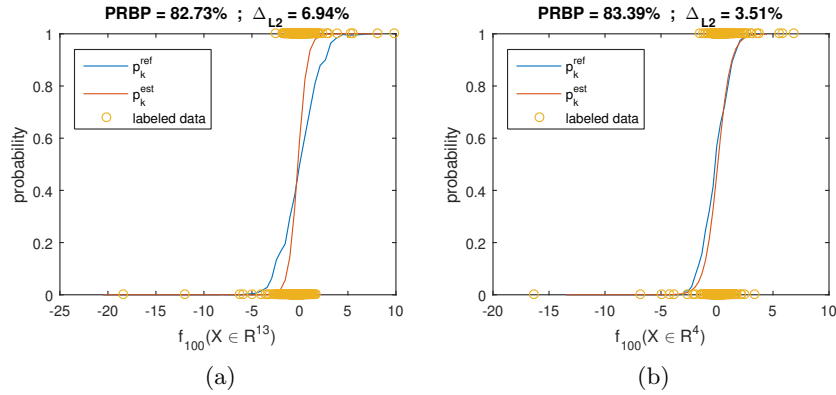 PRBP = 82.73% ; Δ_L2 = 6.94%
1
0.8
0.6
0.4
0.2
0
probability
p_k^ref
p_k^est
labeled data
-25 -20 -15 -10 -5 0 5 10
f_100(X ∈ R^13)
(a)
PRBP = 83.39% ; Δ_L2 = 3.51%
1
0.8
0.6
0.4
0.2
0
probability
p_k^ref
p_k^est
labeled data
-20 -15 -10 -5 0 5 10
f_100(X ∈ R^4)
(b)